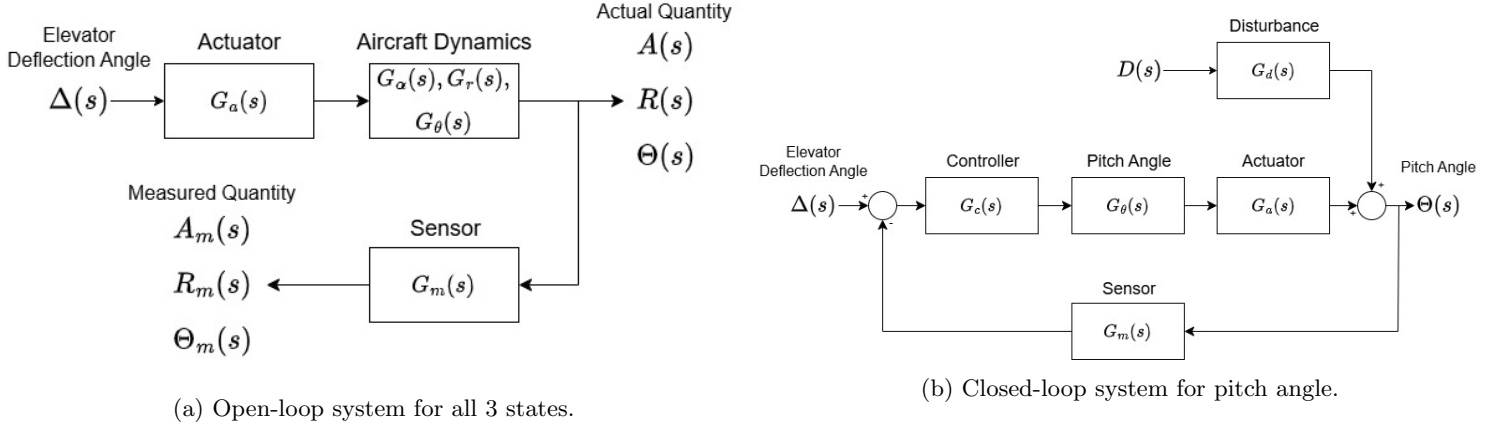 Elevator
Deflection Angle
Δ(s)
Actuator
G_a(s)
Aircraft Dynamics
G_α(s), G_r(s),
G_θ(s)
Actual Quantity
A(s)
R(s)
Θ(s)
Measured Quantity
A_m(s)
R_m(s)
Θ_m(s)
Sensor
G_m(s)
(a) Open-loop system for all 3 states.
Disturbance
D(s)
G_d(s)
Elevator
Deflection Angle
Δ(s)
+
-
Controller
G_c(s)
Pitch Angle
G_θ(s)
Actuator
G_a(s)
+
+
Pitch Angle
Θ(s)
Sensor
G_m(s)
(b) Closed-loop system for pitch angle.